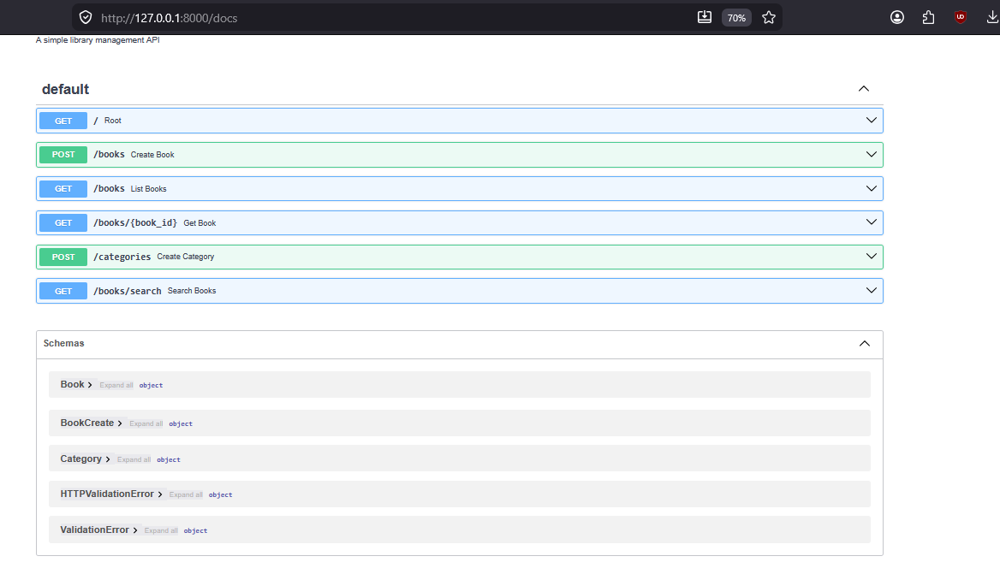 http://127.0.0.1:8000/docs
70%
UD
A simple library management API
default
GET / Root
POST /books Create Book
GET /books List Books
GET /books/{book_id} Get Book
POST /categories Create Category
GET /books/search Search Books
Schemas
Book Expand all object
BookCreate Expand all object
Category Expand all object
HTTPValidationError Expand all object
ValidationError Expand all object